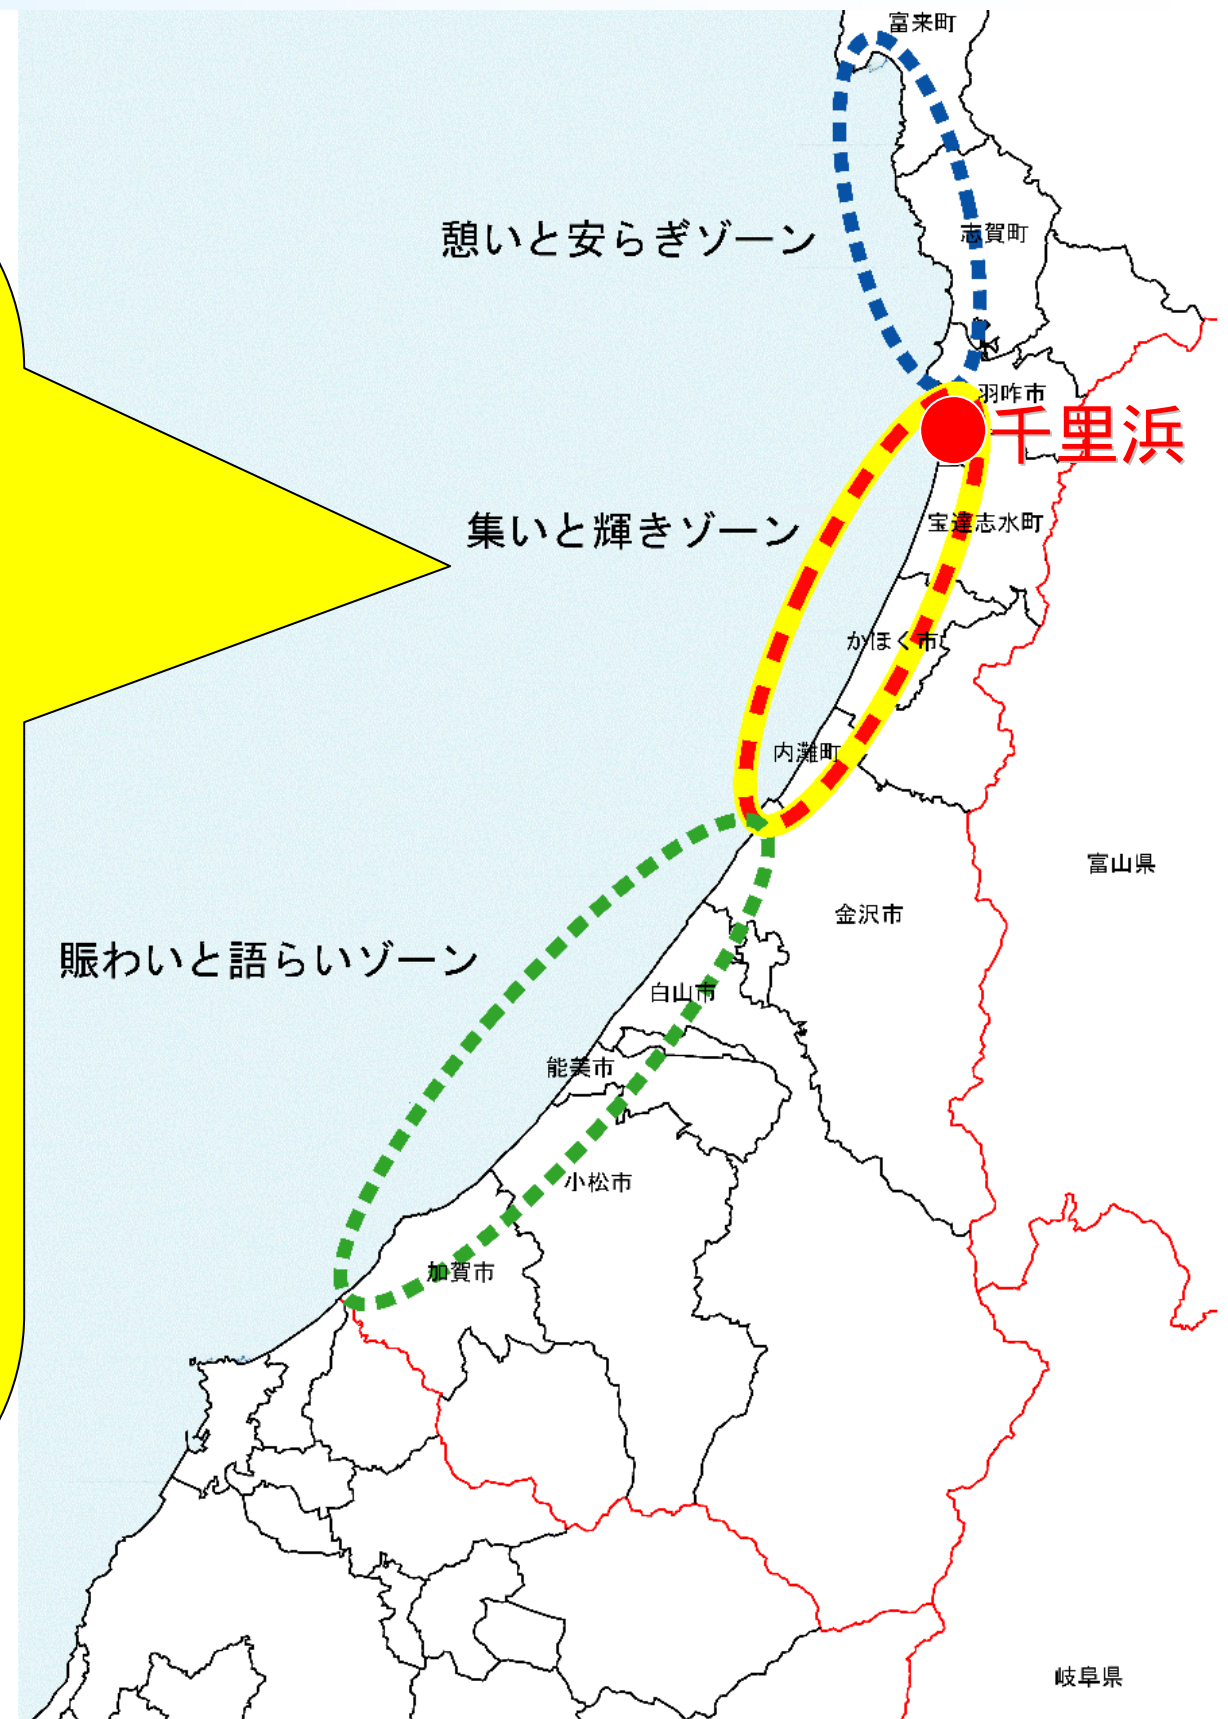 富来町
憩いと安らぎゾーン
志賀町
羽咋市
千里浜
集いと輝きゾーン
宝達志水町
かほく市
内灘町
富山県
金沢市
賑わいと語らいゾーン
白山市
能美市
小松市
加賀市
岐阜県